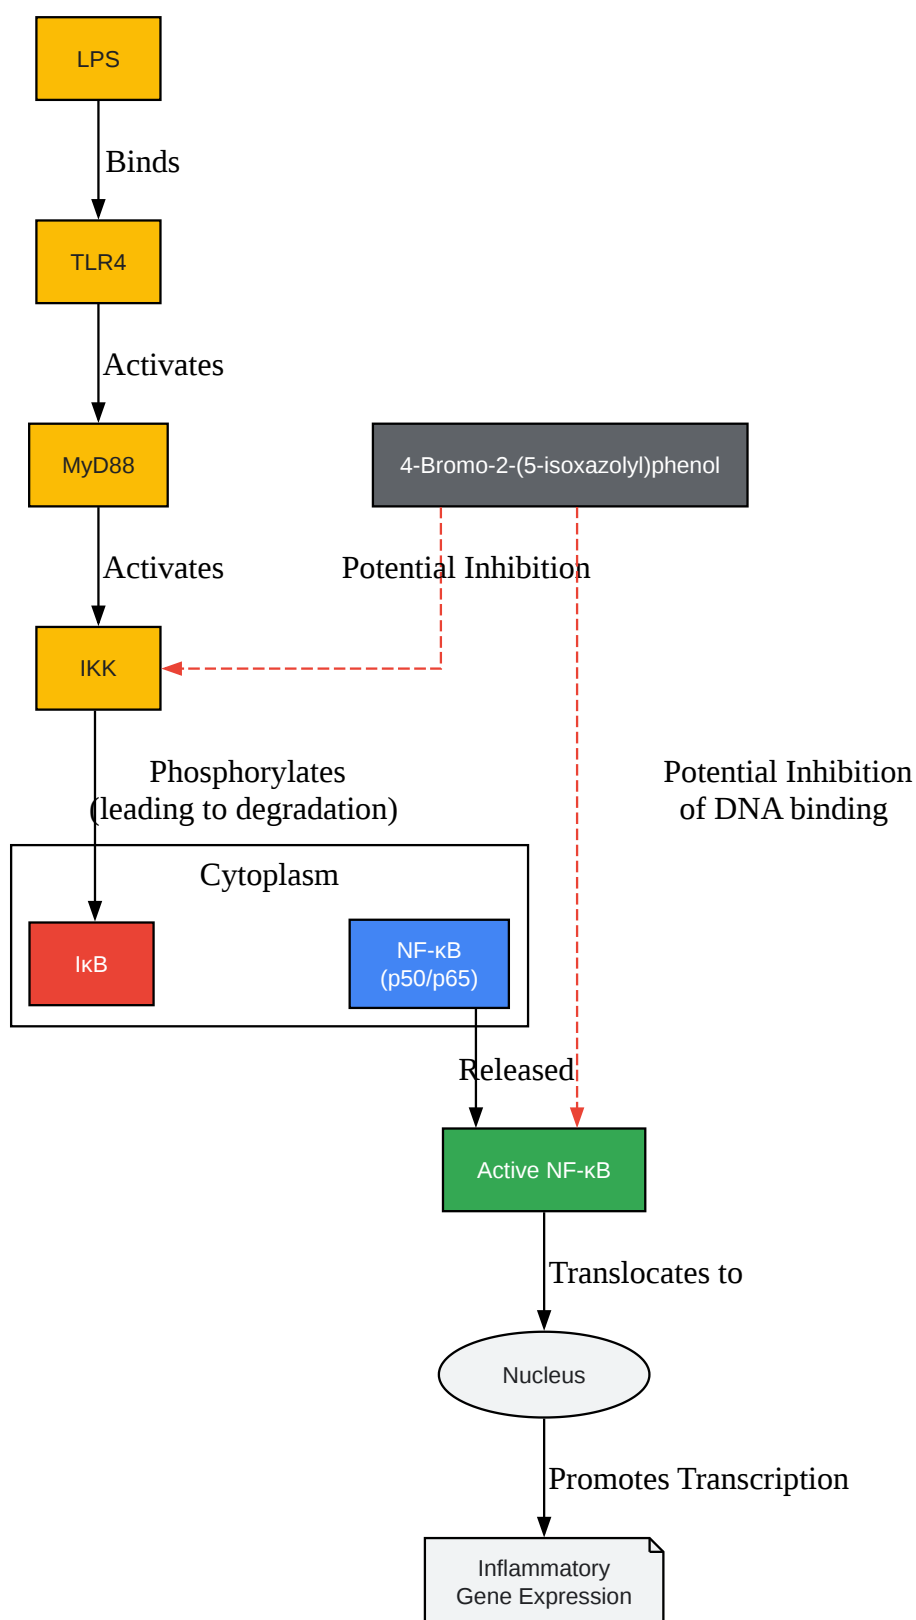 LPS
Binds
TLR4
Activates
MyD88
4-Bromo-2-(5-isoxazolyl)phenol
Activates
Potential Inhibition
IKK
Phosphorylates
(leading to degradation)
Potential Inhibition
of DNA binding
Cytoplasm
IκB
NF-κB
(p50/p65)
Released
Active NF-κB
Translocates to
Nucleus
Promotes Transcription
Inflammatory
Gene Expression